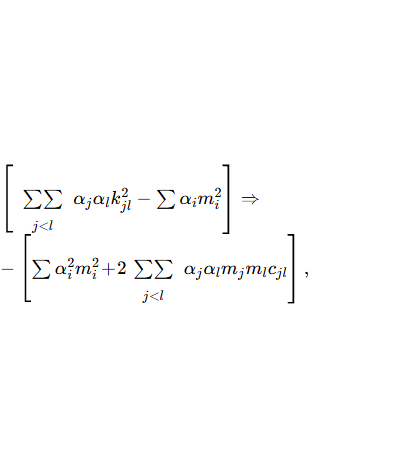 [ ∑∑_{j<l} α_j α_l k_{jl}^2 − ∑ α_i m_i^2 ] ⇒
− [ ∑ α_i^2 m_i^2 + 2 ∑∑_{j<l} α_j α_l m_j m_l c_{jl} ] ,